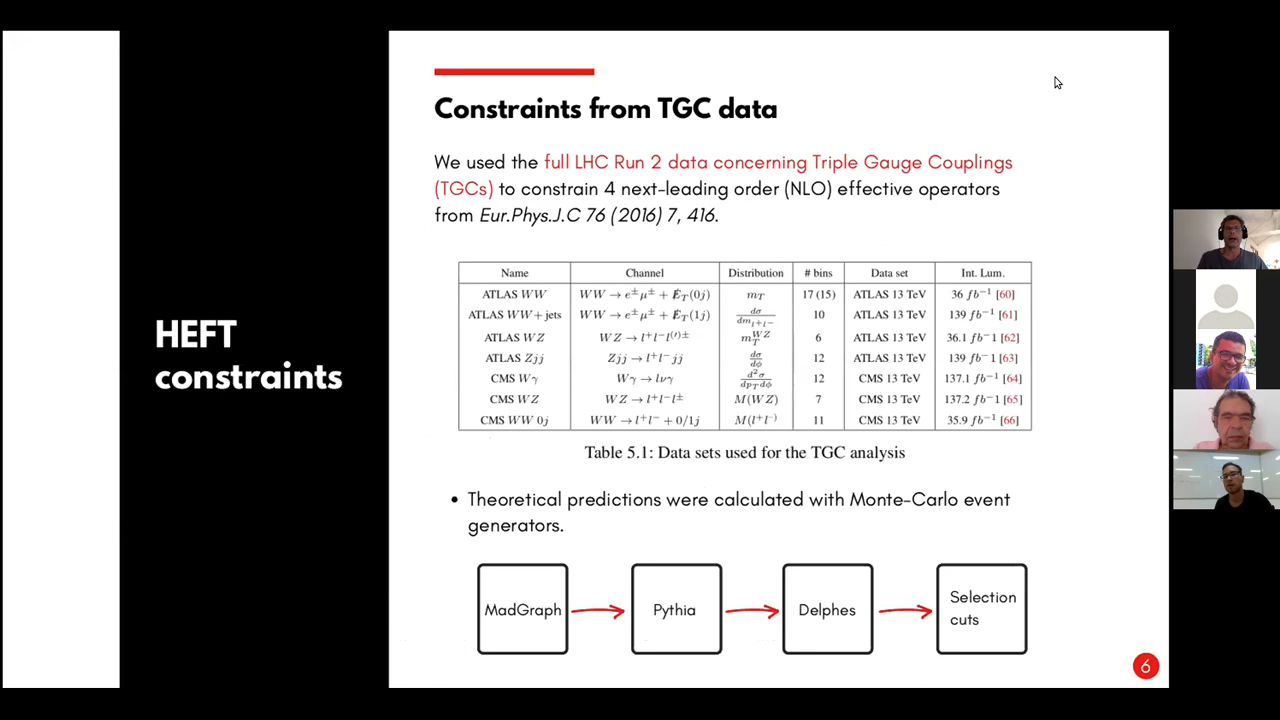 HEFT
constraints
Constraints from TGC data
We used the full LHC Run 2 data concerning Triple Gauge Couplings
(TGCs) to constrain 4 next-leading order (NLO) effective operators
from Eur.Phys.J.C 76 (2016) 7, 416.
Name Channel Distribution # bins Data set Int. Lum.
ATLAS WW WW → e±μ± + E̸_T(0j) m_T 17 (15) ATLAS 13 TeV 36 fb⁻¹ [60]
ATLAS WW+jets WW → e±μ± + E̸_T(1j) dσ/dm_{l+l−} 10 ATLAS 13 TeV 139 fb⁻¹ [61]
ATLAS WZ WZ → l⁺l⁻l^{(′)±} m_T^{WZ} 6 ATLAS 13 TeV 36.1 fb⁻¹ [62]
ATLAS Zjj Zjj → l⁺l⁻jj dσ/dϕ 12 ATLAS 13 TeV 139 fb⁻¹ [63]
CMS Wγ Wγ → lνγ d²σ/dp_Tdϕ 12 CMS 13 TeV 137.1 fb⁻¹ [64]
CMS WZ WZ → l⁺l⁻l± M(WZ) 7 CMS 13 TeV 137.2 fb⁻¹ [65]
CMS WW 0j WW → l⁺l⁻ + 0/1j M(l⁺l⁻) 11 CMS 13 TeV 35.9 fb⁻¹ [66]
Table 5.1: Data sets used for the TGC analysis
• Theoretical predictions were calculated with Monte-Carlo event
generators.
MadGraph
Pythia
Delphes
Selection
cuts
6